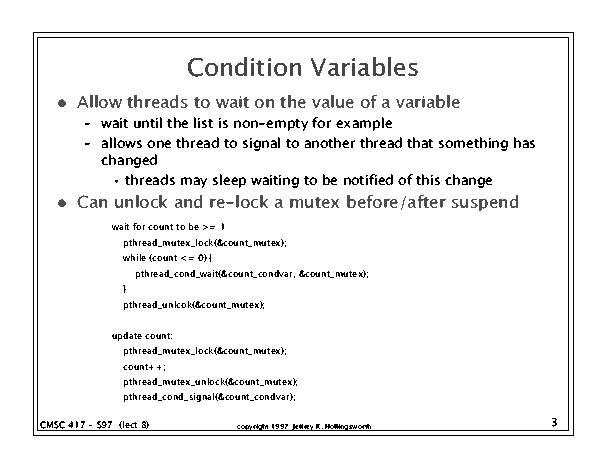 Condition Variables
● Allow threads to wait on the value of a variable
– wait until the list is non-empty for example
– allows one thread to signal to another thread that something has
changed
• threads may sleep waiting to be notified of this change
● Can unlock and re-lock a mutex before/after suspend
wait for count to be >= 1
pthread_mutex_lock(&count_mutex);
while (count <= 0) {
pthread_cond_wait(&count_condvar, &count_mutex);
}
pthread_unlcok(&count_mutex);
update count:
pthread_mutex_lock(&count_mutex);
count++;
pthread_mutex_unlock(&count_mutex);
pthread_cond_signal(&count_condvar);
CMSC 417 - S97 (lect 8)
copyright 1997 Jeffrey K. Hollingsworth
3